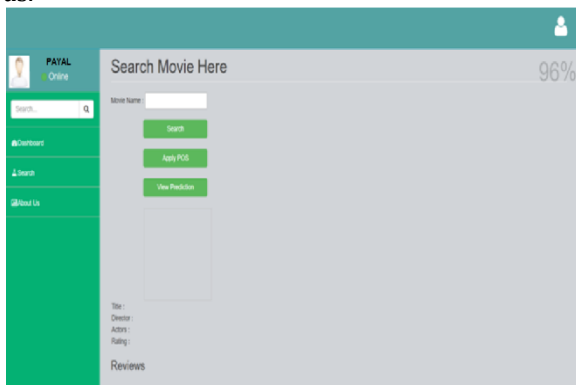 PAYAL
Online
Search...
Dashboard
Search
About Us
Search Movie Here
96%
Movie Name :
Search
Apply POS
View Prediction
Title :
Director :
Actors :
Rating :
Reviews